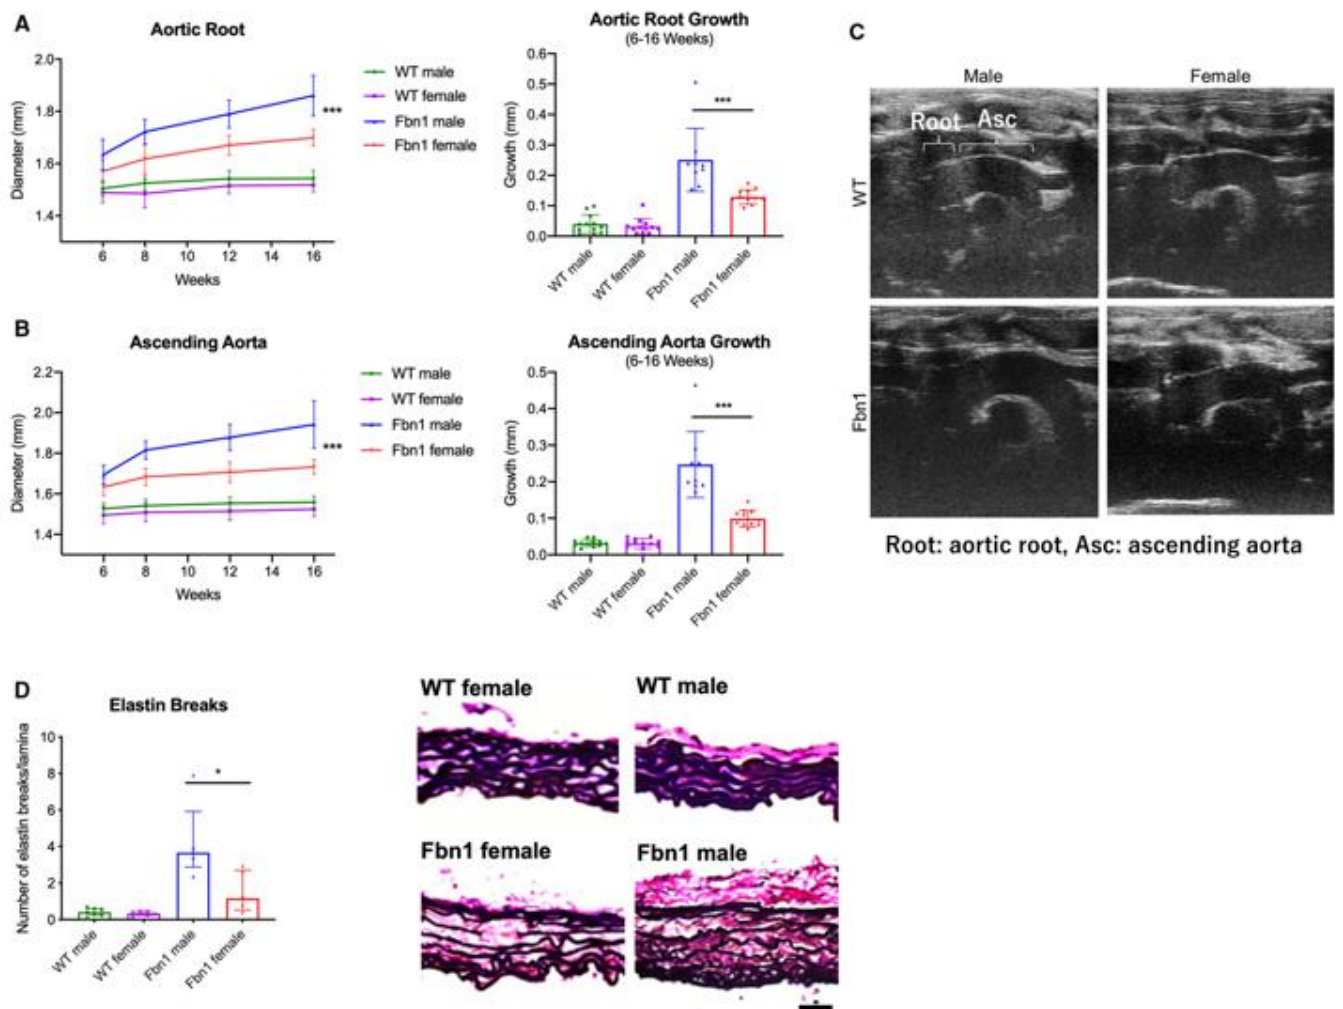 A
Aortic Root
Diameter (mm)
2.0
1.8
1.6
1.4
6 8 10 12 14 16
Weeks
***
WT male
WT female
Fbn1 male
Fbn1 female
Aortic Root Growth
(6-16 Weeks)
Growth (mm)
0.6
0.5
0.4
0.3
0.2
0.1
0.0
***
WT male
WT female
Fbn1 male
Fbn1 female
B
Ascending Aorta
Diameter (mm)
2.2
2.0
1.8
1.6
1.4
6 8 10 12 14 16
Weeks
***
WT male
WT female
Fbn1 male
Fbn1 female
Ascending Aorta Growth
(6-16 Weeks)
Growth (mm)
0.5
0.4
0.3
0.2
0.1
0.0
***
WT male
WT female
Fbn1 male
Fbn1 female
C
Male Female
WT
Root Asc
Fbn1
Root: aortic root, Asc: ascending aorta
D
Elastin Breaks
Number of elastin breaks/lamina
10
8
6
4
2
0
*
WT male
WT female
Fbn1 male
Fbn1 female
WT female WT male
Fbn1 female Fbn1 male